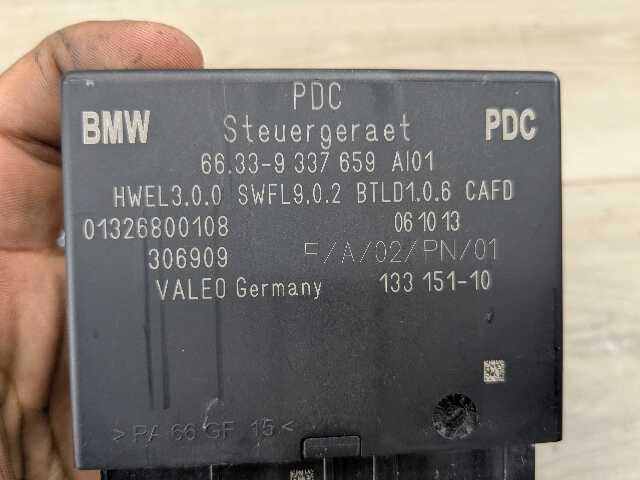 PDC
BMW Steuergeraet PDC
66.33-9 337 659 AI01
HWEL3.0.0 SWFL9.0.2 BTLD1.0.6 CAFD
01326800108 06 10 13
306909 E/A/02/PN/01
VALEO Germany 133 151-10
>PA 66 GF 15<